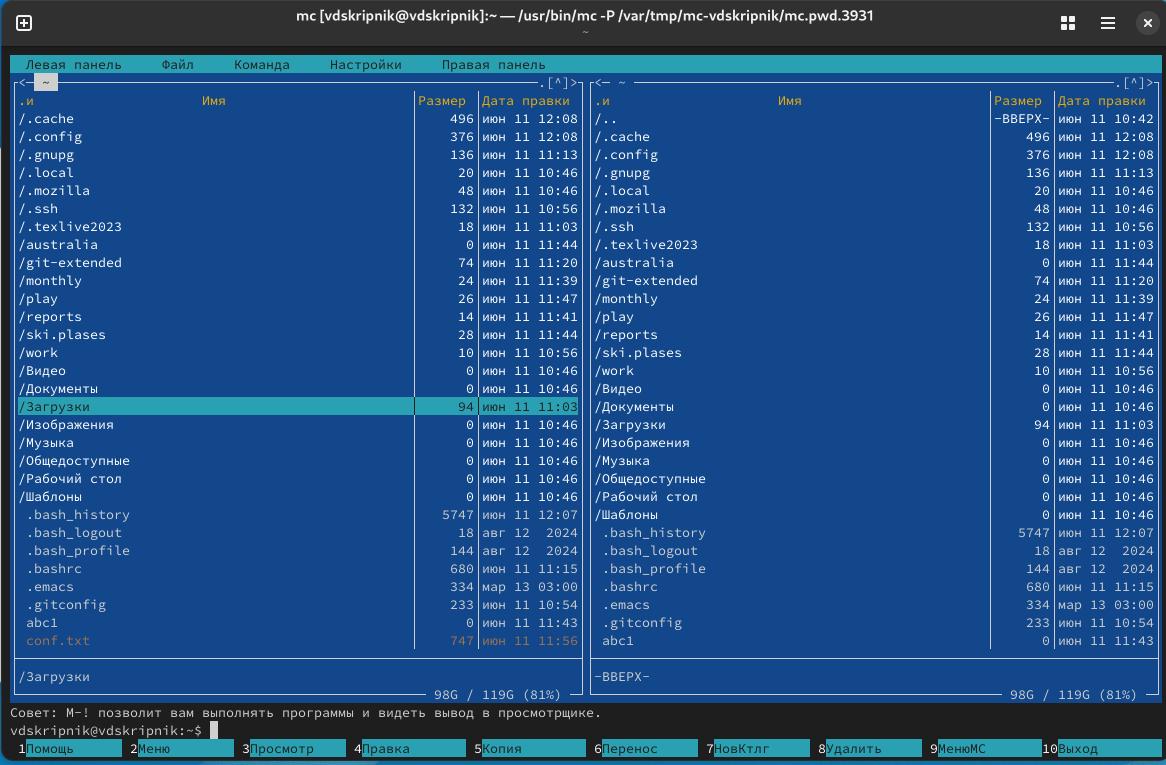 mc [vdskripnik@vdskripnik]:~ — /usr/bin/mc -P /var/tmp/mc-vdskripnik/mc.pwd.3931
~
Левая панель Файл Команда Настройки Правая панель
<─ ~ ─.[^]>
.и Имя Размер Дата правки
/.cache 496 июн 11 12:08
/.config 376 июн 11 12:08
/.gnupg 136 июн 11 11:13
/.local 20 июн 11 10:46
/.mozilla 48 июн 11 10:46
/.ssh 132 июн 11 10:56
/.texlive2023 18 июн 11 11:03
/australia 0 июн 11 11:44
/git-extended 74 июн 11 11:20
/monthly 24 июн 11 11:39
/play 26 июн 11 11:47
/reports 14 июн 11 11:41
/ski.plases 28 июн 11 11:44
/work 10 июн 11 10:56
/Видео 0 июн 11 10:46
/Документы 0 июн 11 10:46
/Загрузки 94 июн 11 11:03
/Изображения 0 июн 11 10:46
/Музыка 0 июн 11 10:46
/Общедоступные 0 июн 11 10:46
/Рабочий стол 0 июн 11 10:46
/Шаблоны 0 июн 11 10:46
.bash_history 5747 июн 11 12:07
.bash_logout 18 авг 12 2024
.bash_profile 144 авг 12 2024
.bashrc 680 июн 11 11:15
.emacs 334 мар 13 03:00
.gitconfig 233 июн 11 10:54
abc1 0 июн 11 11:43
conf.txt 747 июн 11 11:56
/Загрузки
98G / 119G (81%)
<─ ~ ─.[^]>
.и Имя Размер Дата правки
/.. -ВВЕРХ- июн 11 10:42
/.cache 496 июн 11 12:08
/.config 376 июн 11 12:08
/.gnupg 136 июн 11 11:13
/.local 20 июн 11 10:46
/.mozilla 48 июн 11 10:46
/.ssh 132 июн 11 10:56
/.texlive2023 18 июн 11 11:03
/australia 0 июн 11 11:44
/git-extended 74 июн 11 11:20
/monthly 24 июн 11 11:39
/play 26 июн 11 11:47
/reports 14 июн 11 11:41
/ski.plases 28 июн 11 11:44
/work 10 июн 11 10:56
/Видео 0 июн 11 10:46
/Документы 0 июн 11 10:46
/Загрузки 94 июн 11 11:03
/Изображения 0 июн 11 10:46
/Музыка 0 июн 11 10:46
/Общедоступные 0 июн 11 10:46
/Рабочий стол 0 июн 11 10:46
/Шаблоны 0 июн 11 10:46
.bash_history 5747 июн 11 12:07
.bash_logout 18 авг 12 2024
.bash_profile 144 авг 12 2024
.bashrc 680 июн 11 11:15
.emacs 334 мар 13 03:00
.gitconfig 233 июн 11 10:54
abc1 0 июн 11 11:43
-ВВЕРХ-
98G / 119G (81%)
Совет: M-! позволит вам выполнять программы и видеть вывод в просмотрщике.
vdskripnik@vdskripnik:~$
1Помощь 2Меню 3Просмотр 4Правка 5Копия 6Перенос 7НовКтлг 8Удалить 9МенюМС 10Выход